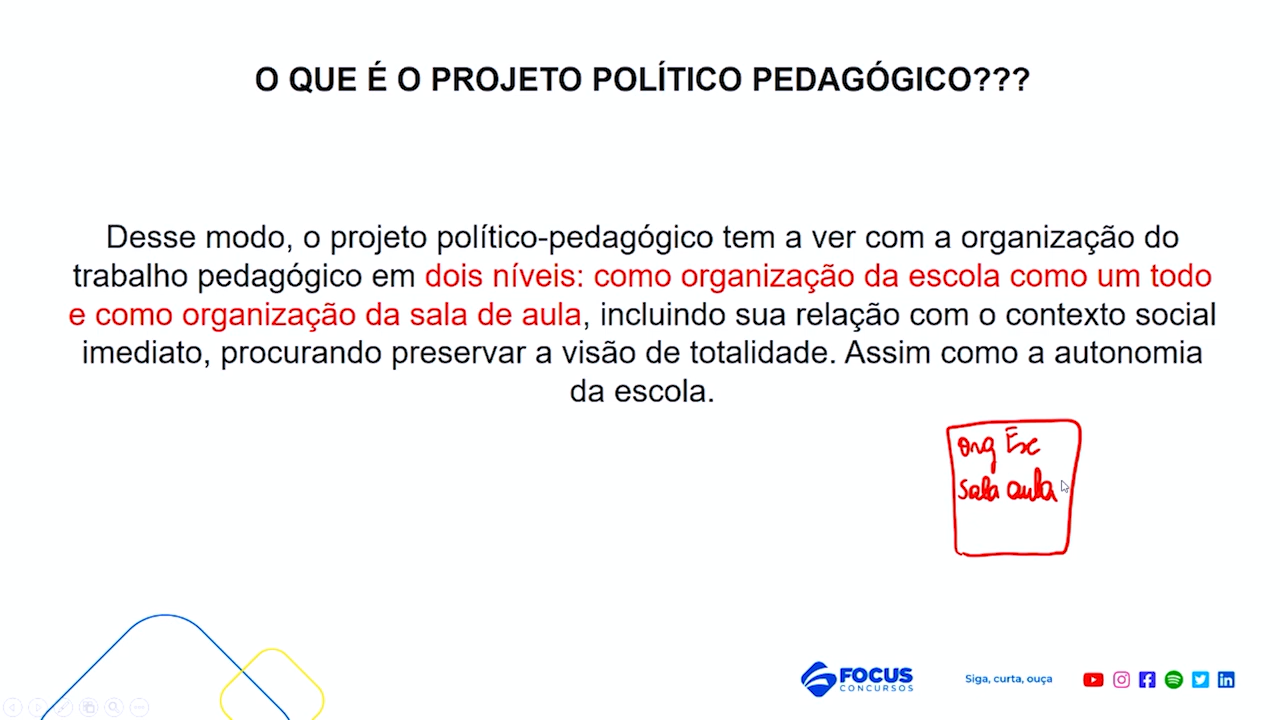 O QUE É O PROJETO POLÍTICO PEDAGÓGICO???
Desse modo, o projeto político-pedagógico tem a ver com a organização do
trabalho pedagógico em dois níveis: como organização da escola como um todo
e como organização da sala de aula, incluindo sua relação com o contexto social
imediato, procurando preservar a visão de totalidade. Assim como a autonomia
da escola.
org Esc
sala aula
FOCUS
CONCURSOS
Siga, curta, ouça